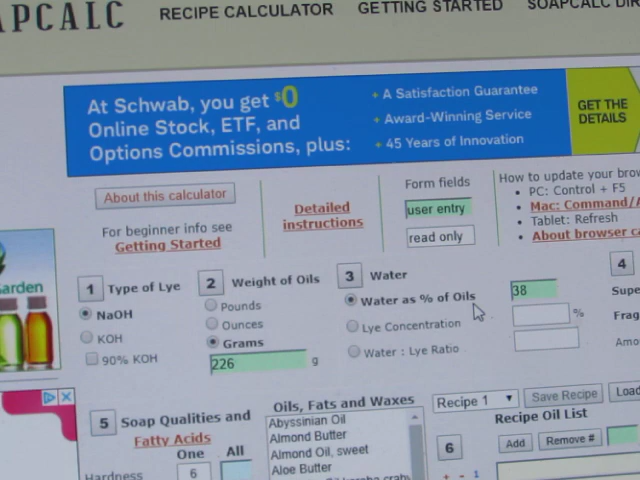 APCALC
RECIPE CALCULATOR
GETTING STARTED
SOAPCALC DIR
At Schwab, you get $0
Online Stock, ETF, and
Options Commissions, plus:
+ A Satisfaction Guarantee
+ Award-Winning Service
+ 45 Years of Innovation
GET THE
DETAILS
About this calculator
For beginner info see
Getting Started
Detailed
instructions
Form fields
user entry
read only
How to update your brow
• PC: Control + F5
• Mac: Command/A
• Tablet: Refresh
• About browser ca
arden
1 Type of Lye
NaOH
KOH
90% KOH
2 Weight of Oils
Pounds
Ounces
Grams
226 g
3 Water
Water as % of Oils
38
Lye Concentration
%
Water : Lye Ratio
4
Supe
Frag
Amo
5 Soap Qualities and
Fatty Acids
One All
Hardness 6
Oils, Fats and Waxes
Abyssinian Oil
Almond Butter
Almond Oil, sweet
Aloe Butter
Recipe 1
Save Recipe
Load
Recipe Oil List
6
Add
Remove #
+ - 1